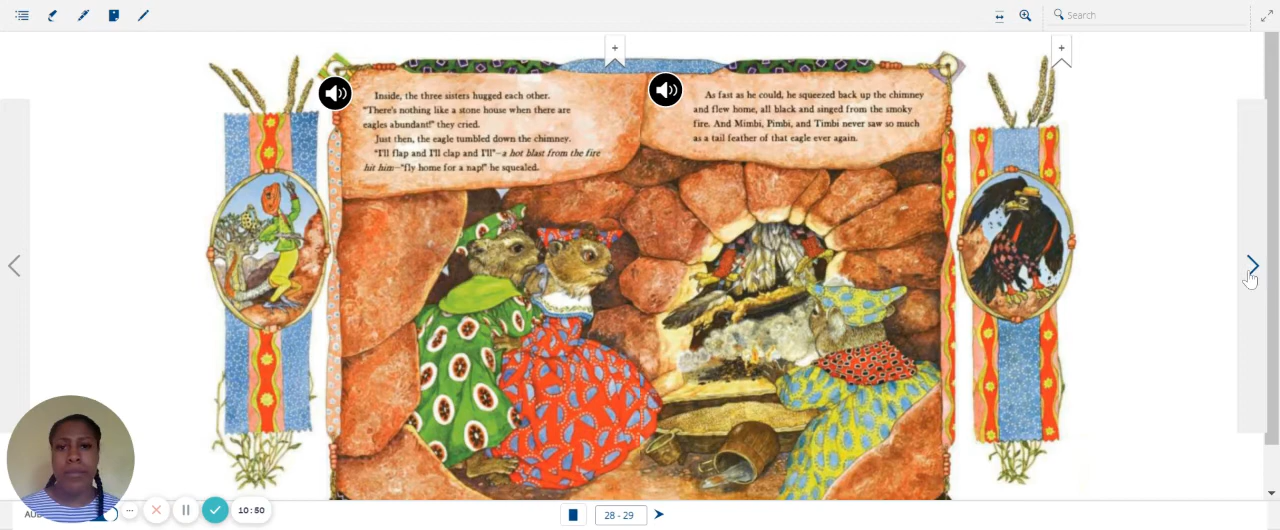 Search
Inside, the three sisters hugged each other.
"There's nothing like a stone house when there are
eagles abundant!" they cried.
Just then, the eagle tumbled down the chimney.
"I'll flap and I'll clap and I'll"–a hot blast from the fire
hit him–"fly home for a nap!" he squealed.
As fast as he could, he squeezed back up the chimney
and flew home, all black and singed from the smoky
fire. And Mimbi, Pimbi, and Timbi never saw so much
as a tail feather of that eagle ever again.
10:50
28 - 29